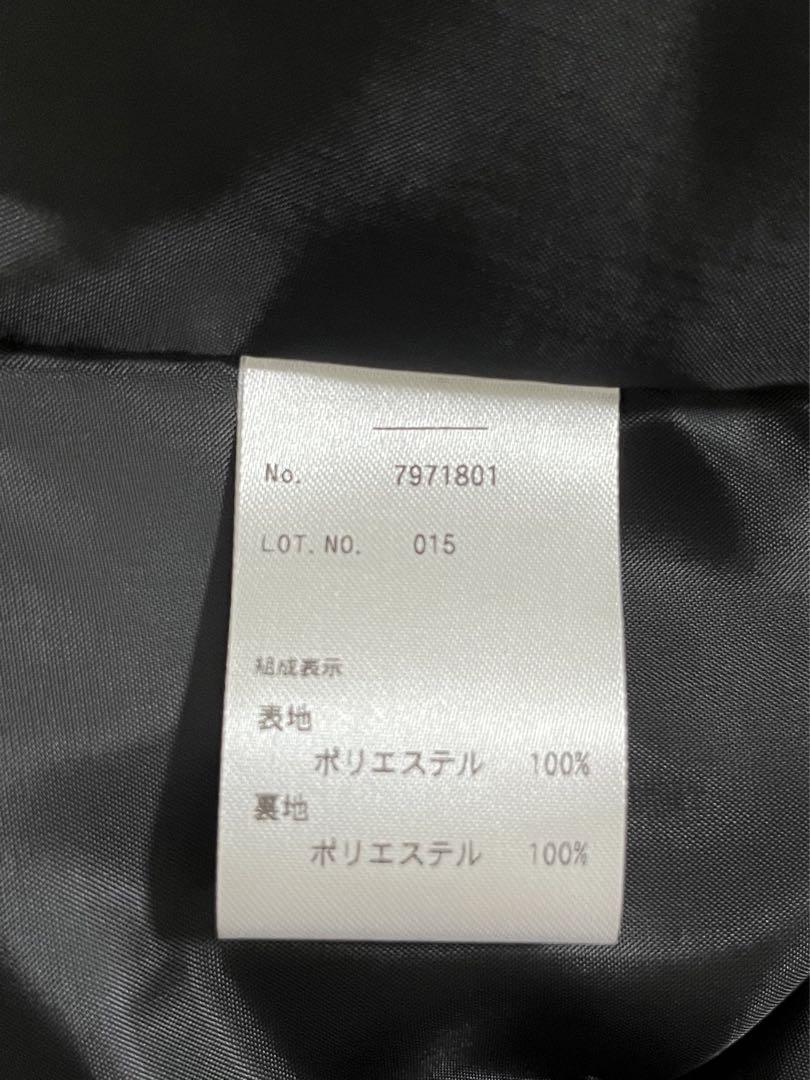 No. 7971801
LOT.NO. 015
組成表示
表地
ポリエステル 100%
裏地
ポリエステル 100%